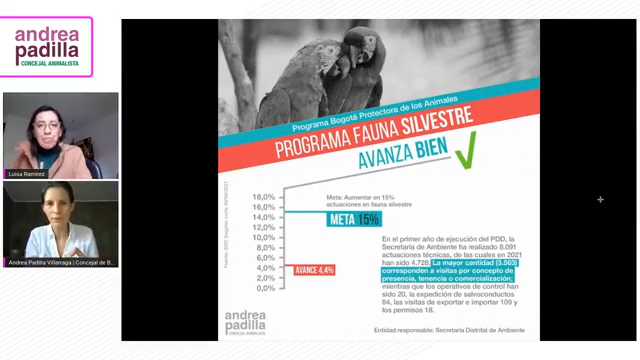 andrea
padilla
CONCEJAL ANIMALISTA
Luisa Ramirez
Andrea Padilla Villarraga | Concejal de B...
Programa Bogotá Protectora de los Animales
PROGRAMA FAUNA SILVESTRE
AVANZA BIEN
18,0%
16,0%
14,0%
12,0%
10,0%
8,0%
6,0%
4,0%
2,0%
0,0%
Meta: Aumentar en 15%
actuaciones en fauna silvestre
META 15%
AVANCE 4,4%
En el primer año de ejecución del PDD, la
Secretaría de Ambiente ha realizado 8.091
actuaciones técnicas, de las cuales en 2021
han sido 4.728. La mayor cantidad (3.563)
corresponden a visitas por concepto de
presencia, tenencia o comercialización;
mientras que los operativos de control han
sido 20, la expedición de salvoconductos
64, las visitas de exportar e importar 109 y
los permisos 18.
andrea
padilla
CONCEJAL ANIMALISTA
Entidad responsable: Secretaría Distrital de Ambiente